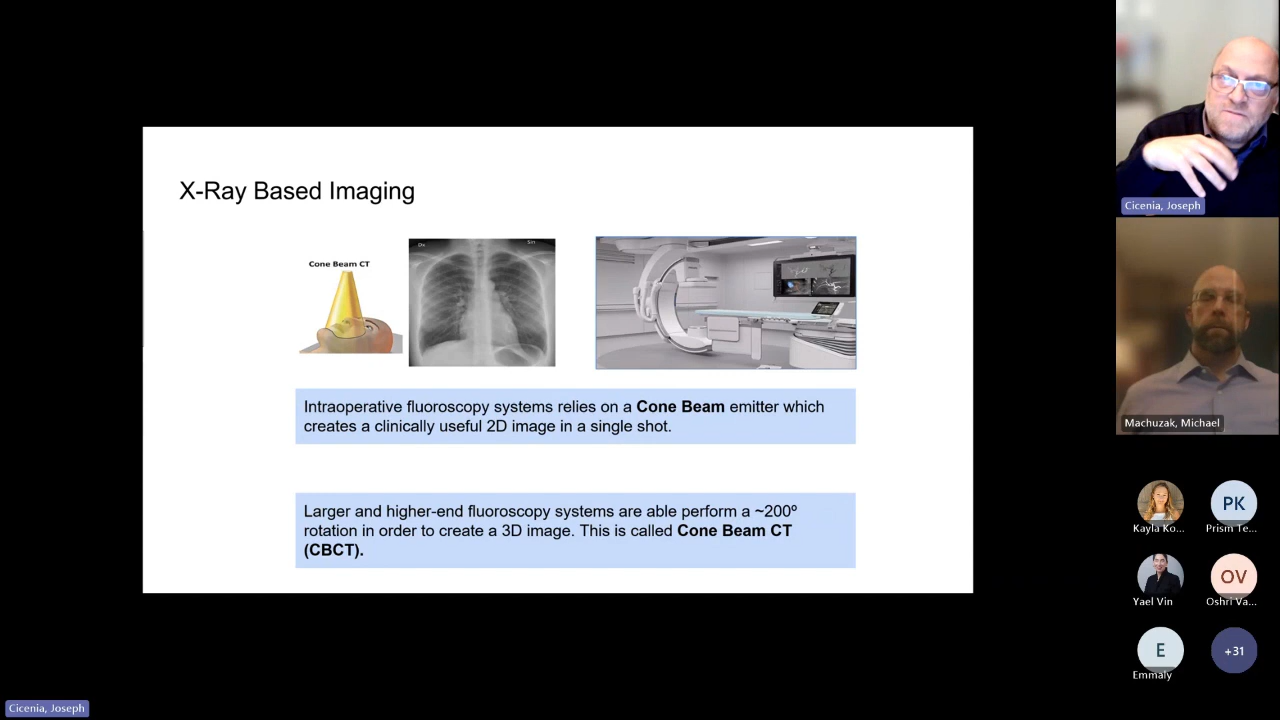 X-Ray Based Imaging
Cone Beam CT
Dx
Sin
Intraoperative fluoroscopy systems relies on a Cone Beam emitter which
creates a clinically useful 2D image in a single shot.
Larger and higher-end fluoroscopy systems are able perform a ~200º
rotation in order to create a 3D image. This is called Cone Beam CT
(CBCT).
Cicenia, Joseph
Machuzak, Michael
Kayla Ko...
PK
Prism Te...
Yael Vin
OV
Oshri Va...
E
Emmaly
+31
Cicenia, Joseph